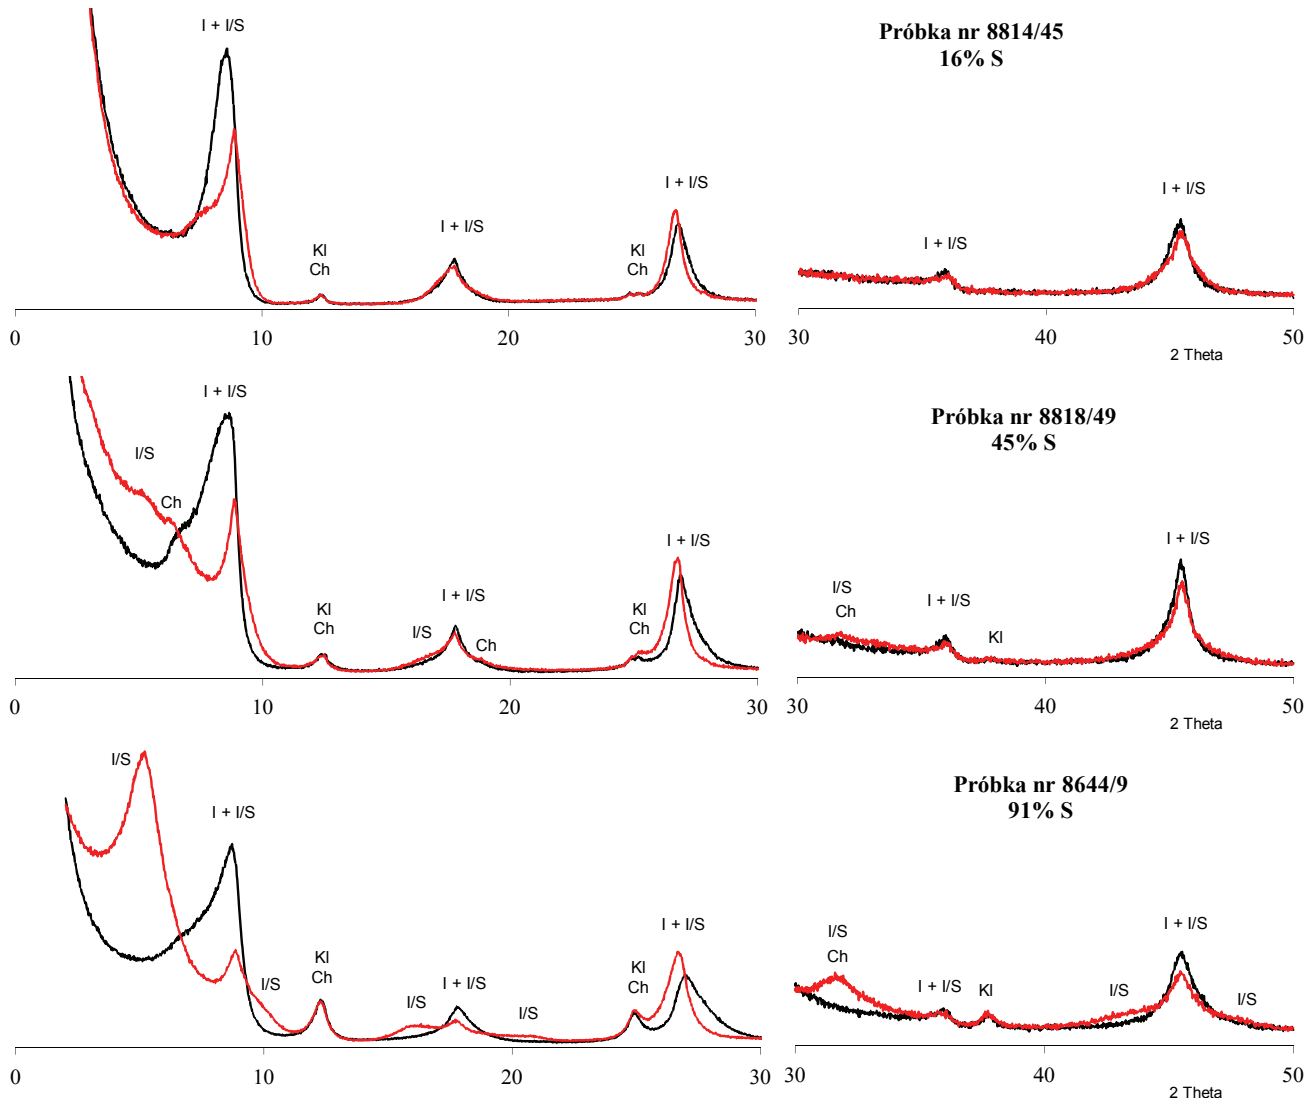 I + I/S
Próbka nr 8814/45
16% S
I + I/S
I + I/S
I + I/S
Kl
Ch
Kl
Ch
I + I/S
0
10
20
30
30
40
50
2 Theta
I + I/S
Próbka nr 8818/49
45% S
I/S
Ch
I + I/S
I + I/S
I/S
Ch
I + I/S
Kl
Kl
Ch
I + I/S
I/S
Ch
Kl
Ch
0
10
20
30
30
40
50
2 Theta
I/S
I + I/S
Próbka nr 8644/9
91% S
I + I/S
I/S
Ch
I + I/S
Kl
Ch
I/S
I/S
I + I/S
I/S
Kl
Ch
I + I/S
Kl
I/S
I/S
0
10
20
30
30
40
50
2 Theta